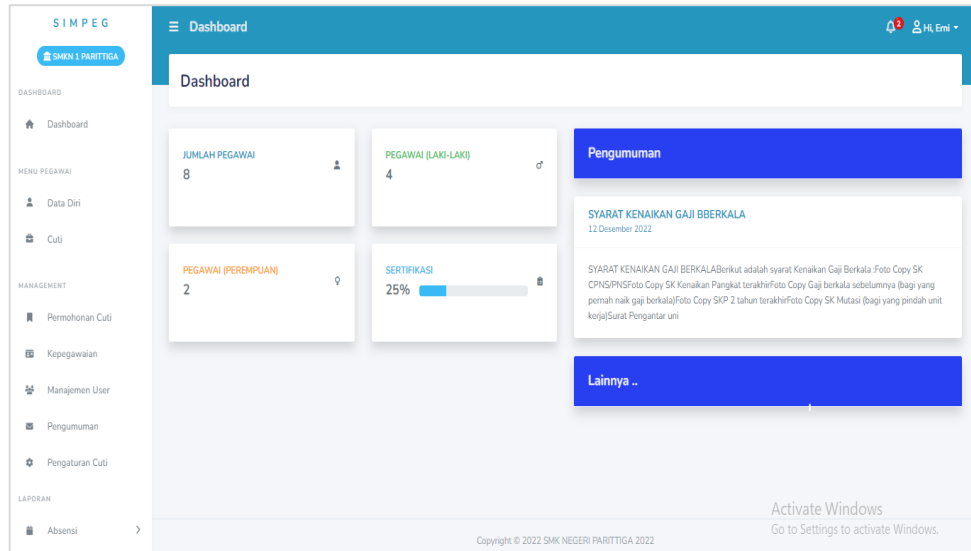 SIMPEG
SMKN 1 PARITTIGA
DASHBOARD
Dashboard
MENU PEGAWAI
Data Diri
Cuti
MANAGEMENT
Permohonan Cuti
Kepegawaian
Manajemen User
Pengumuman
Pengaturan Cuti
LAPORAN
Absensi
Dashboard
2
Hi, Erni
Dashboard
JUMLAH PEGAWAI
8
PEGAWAI (LAKI-LAKI)
4
PEGAWAI (PEREMPUAN)
2
SERTIFIKASI
25%
Pengumuman
SYARAT KENAIKAN GAJI BBERKALA
12 Desember 2022
SYARAT KENAIKAN GAJI BERKALABerikut adalah syarat Kenaikan Gaji Berkala :Foto Copy SK
CPNS/PNSFoto Copy SK Kenaikan Pangkat terakhirFoto Copy Gaji berkala sebelumnya (bagi yang
pernah naik gaji berkala)Foto Copy SKP 2 tahun terakhirFoto Copy SK Mutasi (bagi yang pindah unit
kerja)Surat Pengantar uni
Lainnya ..
Activate Windows
Go to Settings to activate Windows.
Copyright © 2022 SMK NEGERI PARITTIGA 2022